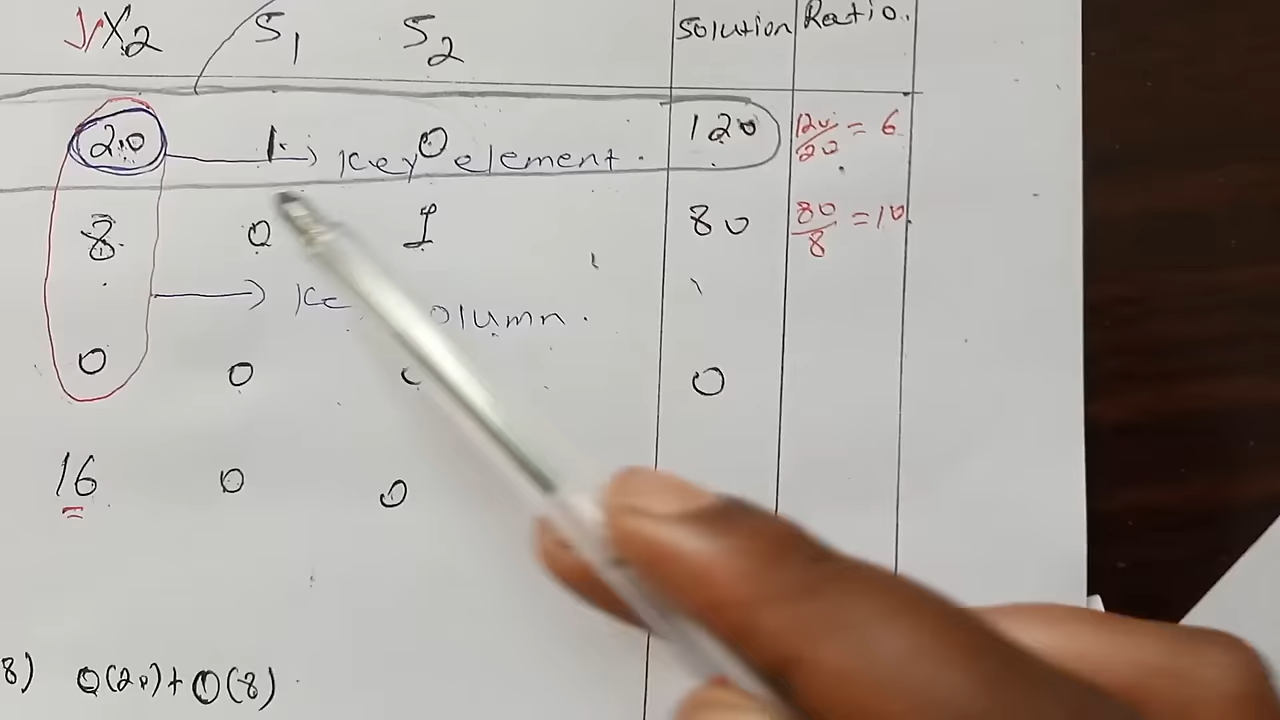 X2 S1 S2 Solution Ratio.
20 1 0 120 120/20 = 6
key element.
8 0 1 80 80/8 = 10
0 0 0
16 0 0
8) 0(20)+0(8)